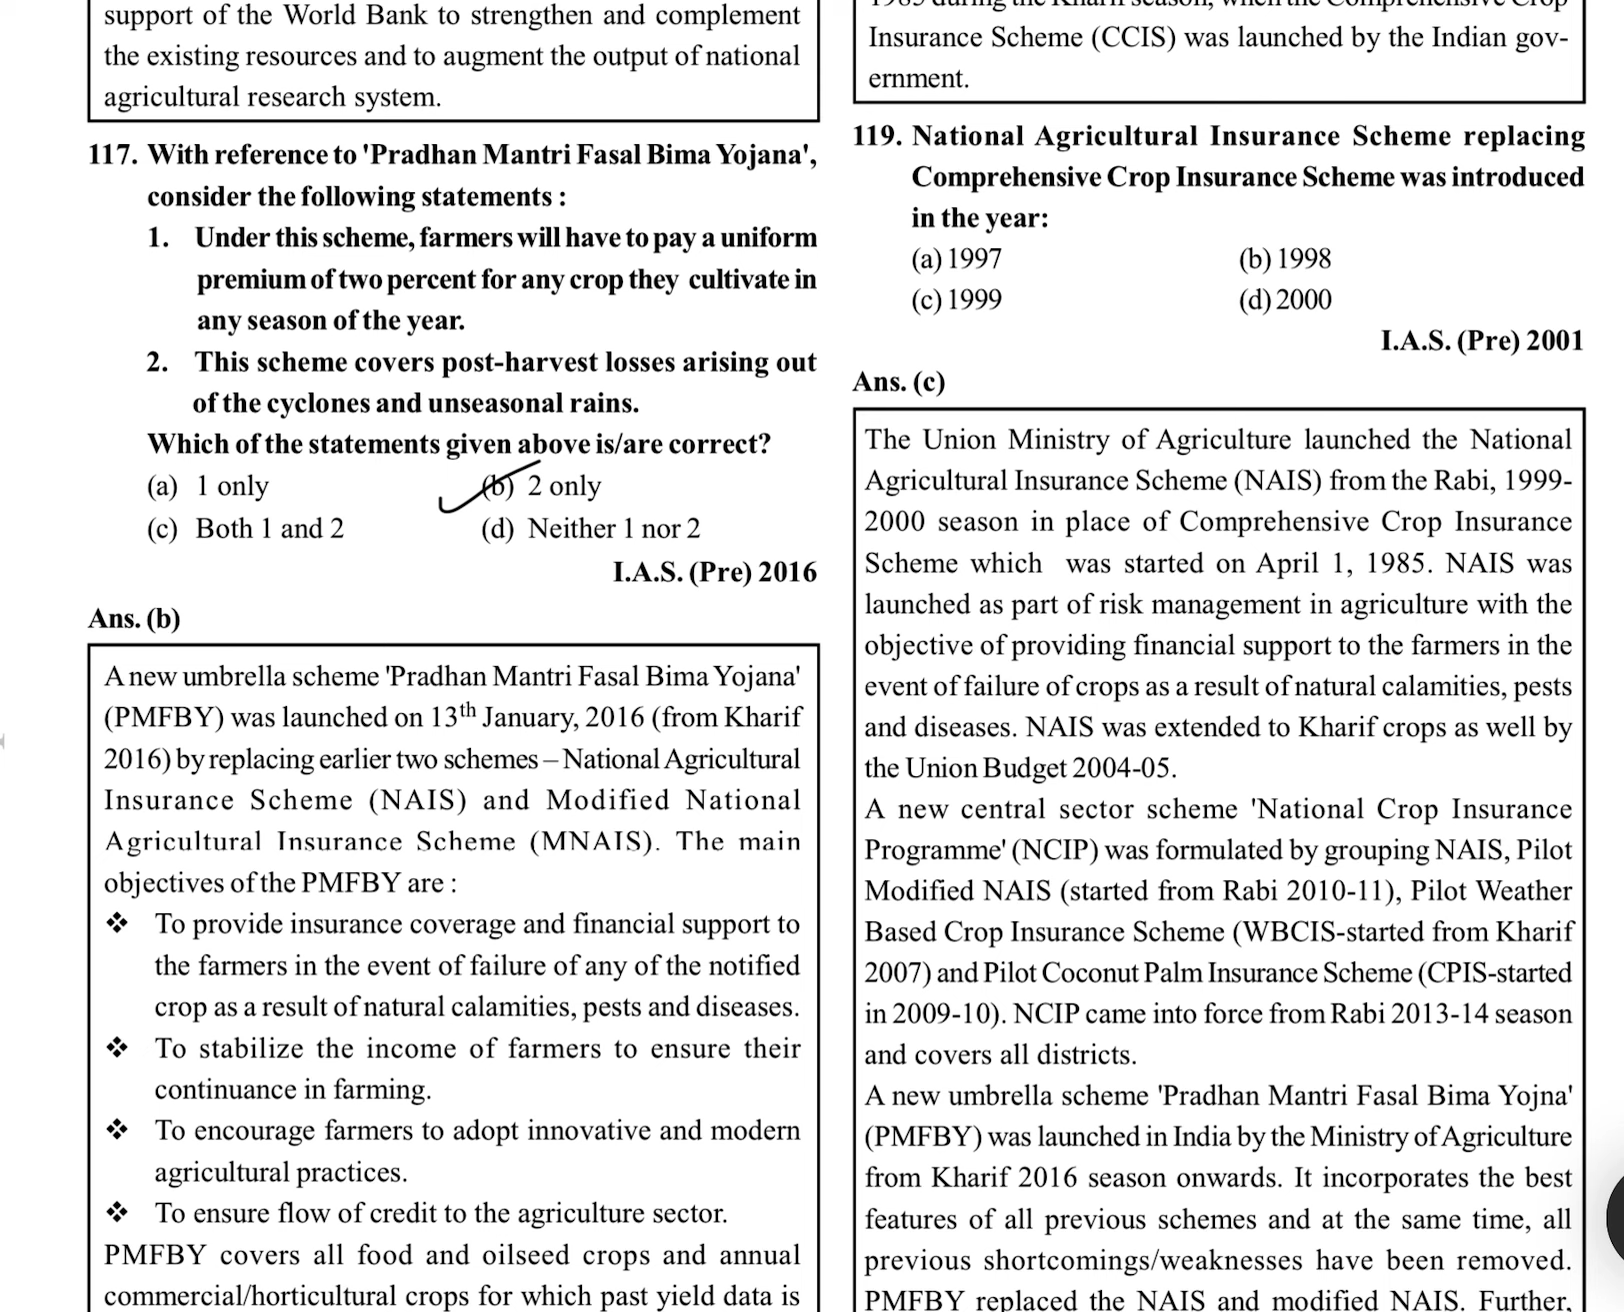 support of the World Bank to strengthen and complement
the existing resources and to augment the output of national
agricultural research system.
117. With reference to 'Pradhan Mantri Fasal Bima Yojana',
consider the following statements :
1. Under this scheme, farmers will have to pay a uniform
premium of two percent for any crop they cultivate in
any season of the year.
2. This scheme covers post-harvest losses arising out
of the cyclones and unseasonal rains.
Which of the statements given above is/are correct?
(a) 1 only (b) 2 only
(c) Both 1 and 2 (d) Neither 1 nor 2
I.A.S. (Pre) 2016
Ans. (b)
A new umbrella scheme 'Pradhan Mantri Fasal Bima Yojana'
(PMFBY) was launched on 13th January, 2016 (from Kharif
2016) by replacing earlier two schemes – National Agricultural
Insurance Scheme (NAIS) and Modified National
Agricultural Insurance Scheme (MNAIS). The main
objectives of the PMFBY are :
❖ To provide insurance coverage and financial support to
the farmers in the event of failure of any of the notified
crop as a result of natural calamities, pests and diseases.
❖ To stabilize the income of farmers to ensure their
continuance in farming.
❖ To encourage farmers to adopt innovative and modern
agricultural practices.
❖ To ensure flow of credit to the agriculture sector.
PMFBY covers all food and oilseed crops and annual
commercial/horticultural crops for which past yield data is
1985 during the Kharif season, when the Comprehensive Crop
Insurance Scheme (CCIS) was launched by the Indian gov-
ernment.
119. National Agricultural Insurance Scheme replacing
Comprehensive Crop Insurance Scheme was introduced
in the year:
(a) 1997 (b) 1998
(c) 1999 (d) 2000
I.A.S. (Pre) 2001
Ans. (c)
The Union Ministry of Agriculture launched the National
Agricultural Insurance Scheme (NAIS) from the Rabi, 1999-
2000 season in place of Comprehensive Crop Insurance
Scheme which was started on April 1, 1985. NAIS was
launched as part of risk management in agriculture with the
objective of providing financial support to the farmers in the
event of failure of crops as a result of natural calamities, pests
and diseases. NAIS was extended to Kharif crops as well by
the Union Budget 2004-05.
A new central sector scheme 'National Crop Insurance
Programme' (NCIP) was formulated by grouping NAIS, Pilot
Modified NAIS (started from Rabi 2010-11), Pilot Weather
Based Crop Insurance Scheme (WBCIS-started from Kharif
2007) and Pilot Coconut Palm Insurance Scheme (CPIS-started
in 2009-10). NCIP came into force from Rabi 2013-14 season
and covers all districts.
A new umbrella scheme 'Pradhan Mantri Fasal Bima Yojna'
(PMFBY) was launched in India by the Ministry of Agriculture
from Kharif 2016 season onwards. It incorporates the best
features of all previous schemes and at the same time, all
previous shortcomings/weaknesses have been removed.
PMFBY replaced the NAIS and modified NAIS. Further,